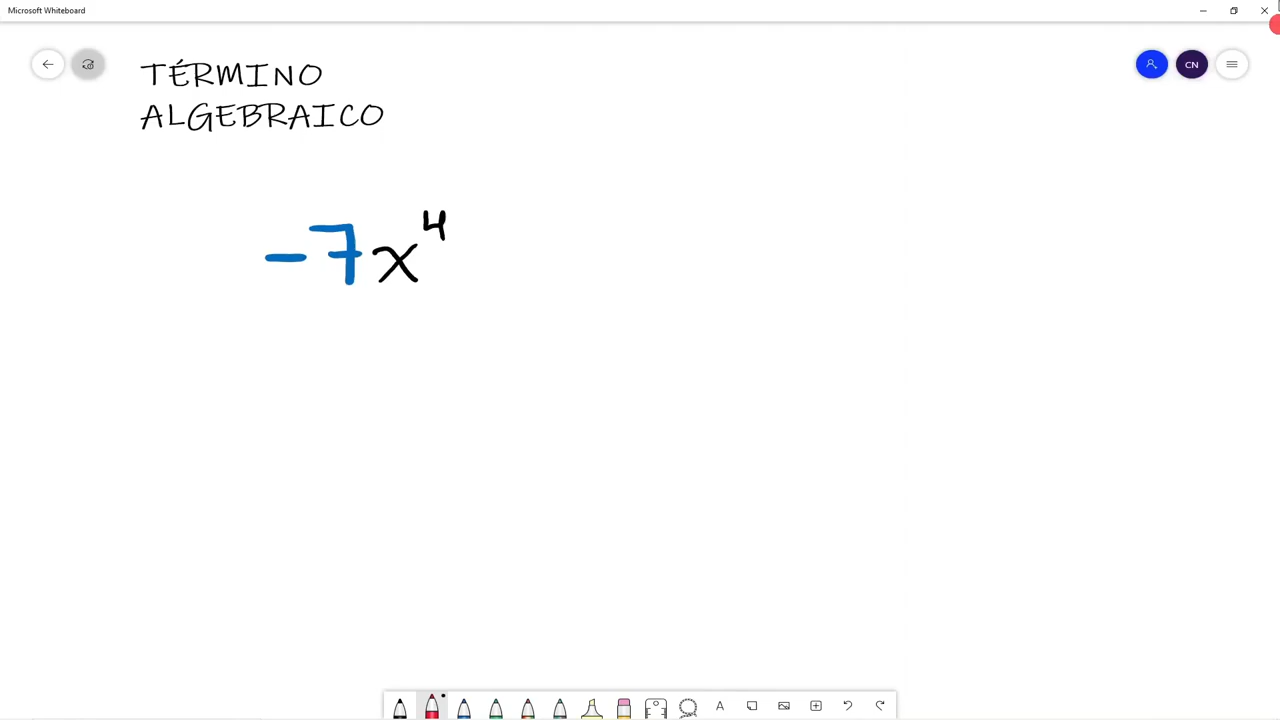 Microsoft Whiteboard
CN
TÉRMINO
ALGEBRAICO
-7x⁴
A